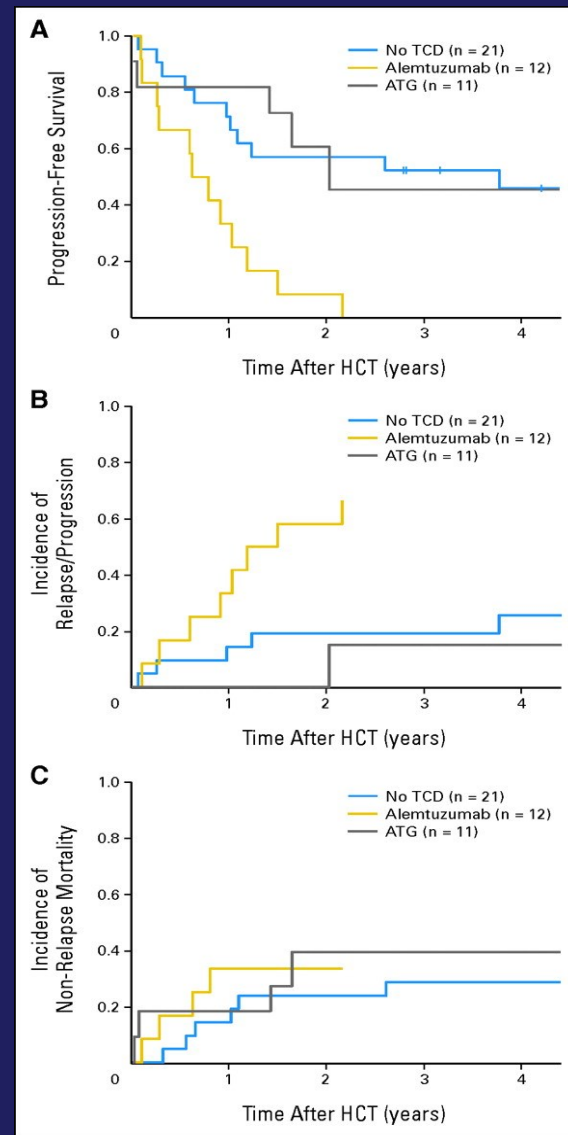 A
No TCD (n = 21)
Alemtuzumab (n = 12)
ATG (n = 11)
Progression-Free Survival
1.0
0.8
0.6
0.4
0.2
0 1 2 3 4
Time After HCT (years)
B
No TCD (n = 21)
Alemtuzumab (n = 12)
ATG (n = 11)
Incidence of
Relapse/Progression
1.0
0.8
0.6
0.4
0.2
0 1 2 3 4
Time After HCT (years)
C
No TCD (n = 21)
Alemtuzumab (n = 12)
ATG (n = 11)
Incidence of
Non-Relapse Mortality
1.0
0.8
0.6
0.4
0.2
0 1 2 3 4
Time After HCT (years)